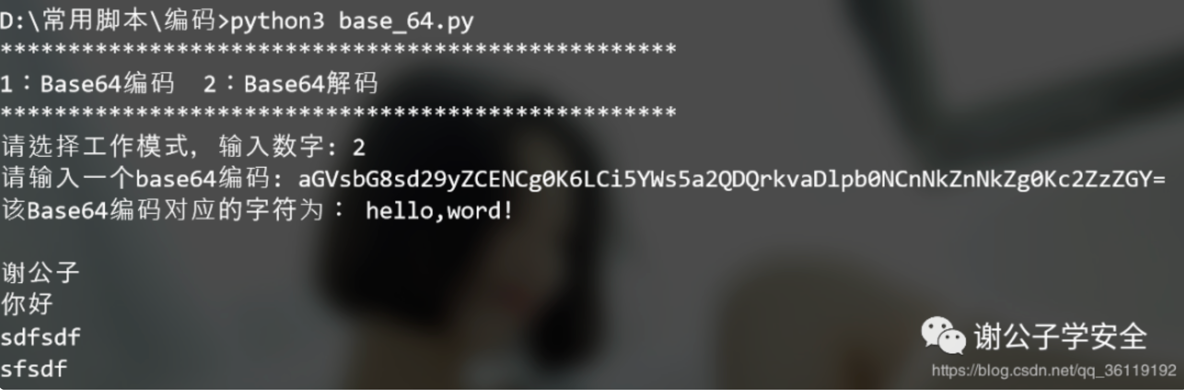 D:\常用脚本\编码>python3 base_64.py
**************************************************
1：Base64编码  2：Base64解码
**************************************************
请选择工作模式，输入数字: 2
请输入一个base64编码: aGVsbG8sd29yZCENCg0K6LCi5YWs5a2QDQrkvaDlpb0NCnNkZnNkZg0Kc2ZzZGY=
该Base64编码对应的字符为： hello,word!
谢公子
你好
sdfsdf
sfsdf
谢公子学安全
https://blog.csdn.net/qq_36119192